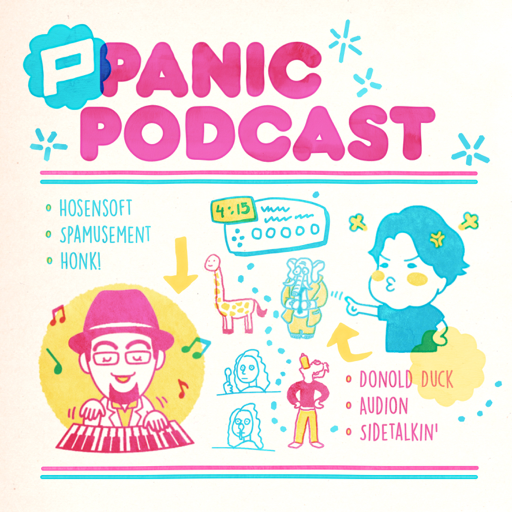 P
PANIC
PODCAST
HOSENSOFT
SPAMUSEMENT
HONK!
4:15
DONOLD DUCK
AUDION
SIDETALKIN'